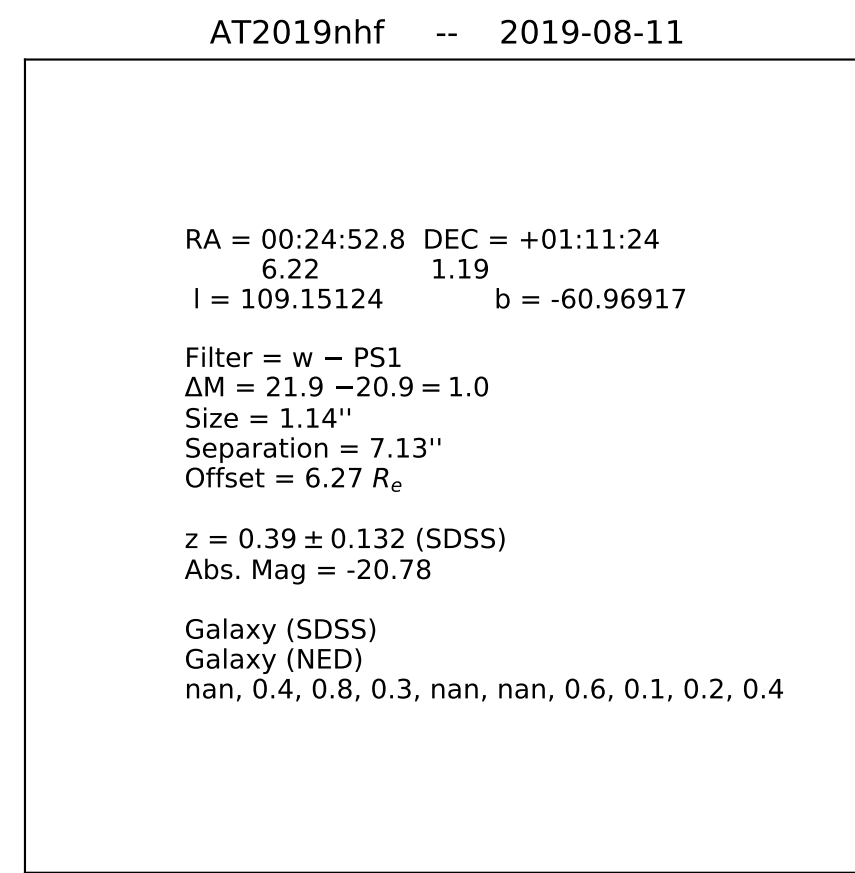 AT2019nhf -- 2019-08-11
RA = 00:24:52.8 DEC = +01:11:24
6.22 1.19
l = 109.15124 b = -60.96917
Filter = w − PS1
ΔM = 21.9 −20.9 = 1.0
Size = 1.14''
Separation = 7.13''
Offset = 6.27 Re
z = 0.39 ± 0.132 (SDSS)
Abs. Mag = -20.78
Galaxy (SDSS)
Galaxy (NED)
nan, 0.4, 0.8, 0.3, nan, nan, 0.6, 0.1, 0.2, 0.4